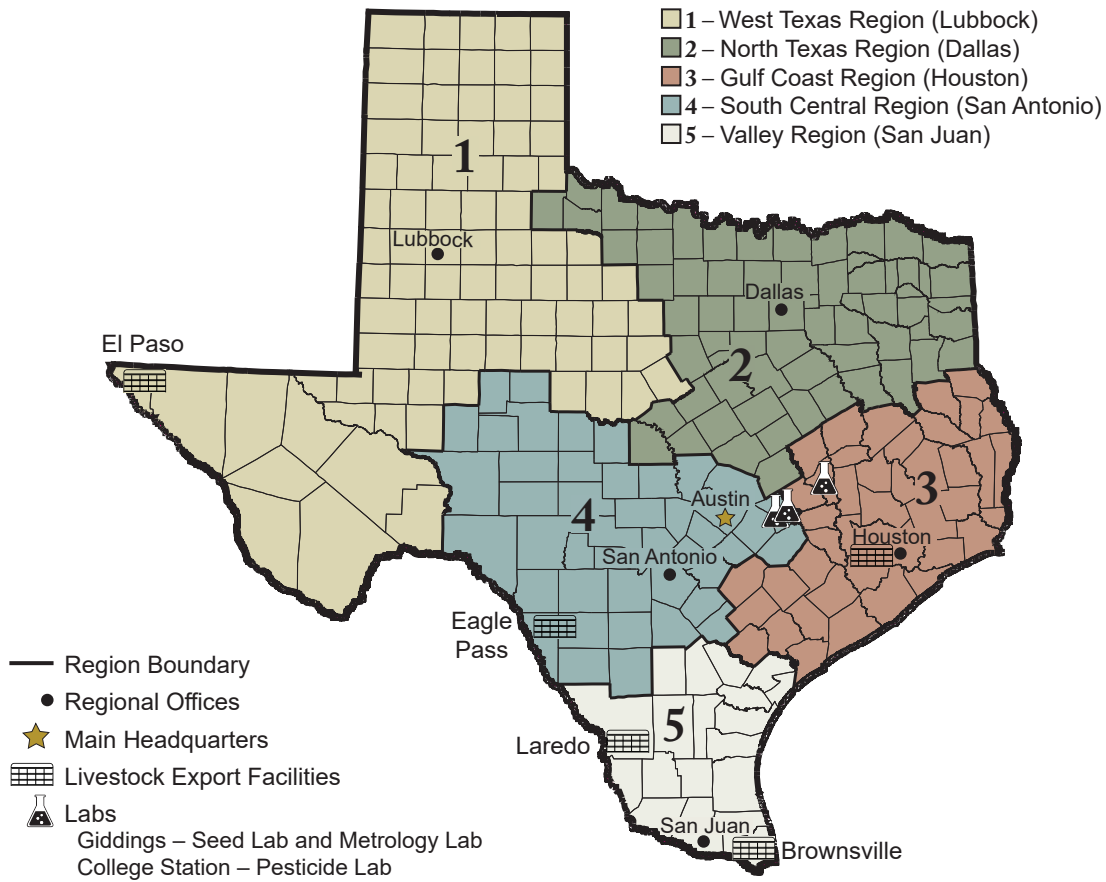 1 – West Texas Region (Lubbock)
2 – North Texas Region (Dallas)
3 – Gulf Coast Region (Houston)
4 – South Central Region (San Antonio)
5 – Valley Region (San Juan)
1
Lubbock
Dallas
El Paso
2
3
Austin
4
Houston
San Antonio
Eagle
Pass
5
Laredo
San Juan
Brownsville
Region Boundary
Regional Offices
Main Headquarters
Livestock Export Facilities
Labs
Giddings – Seed Lab and Metrology Lab
College Station – Pesticide Lab